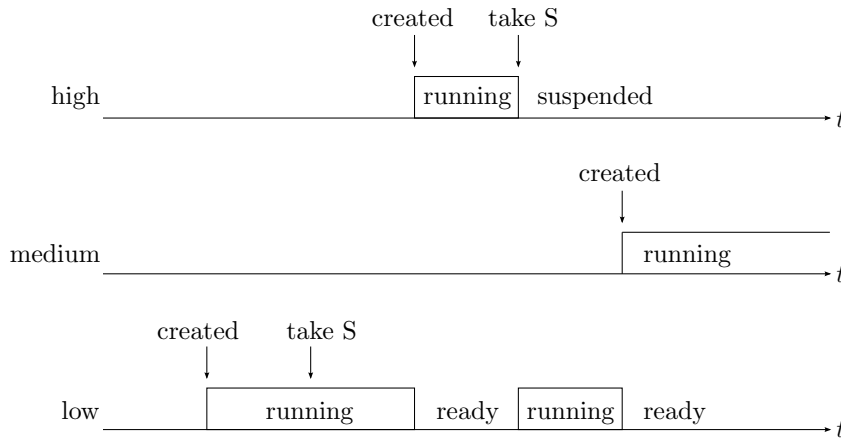 created take S
high running suspended
t
created
medium running
t
created take S
low running ready running ready
t